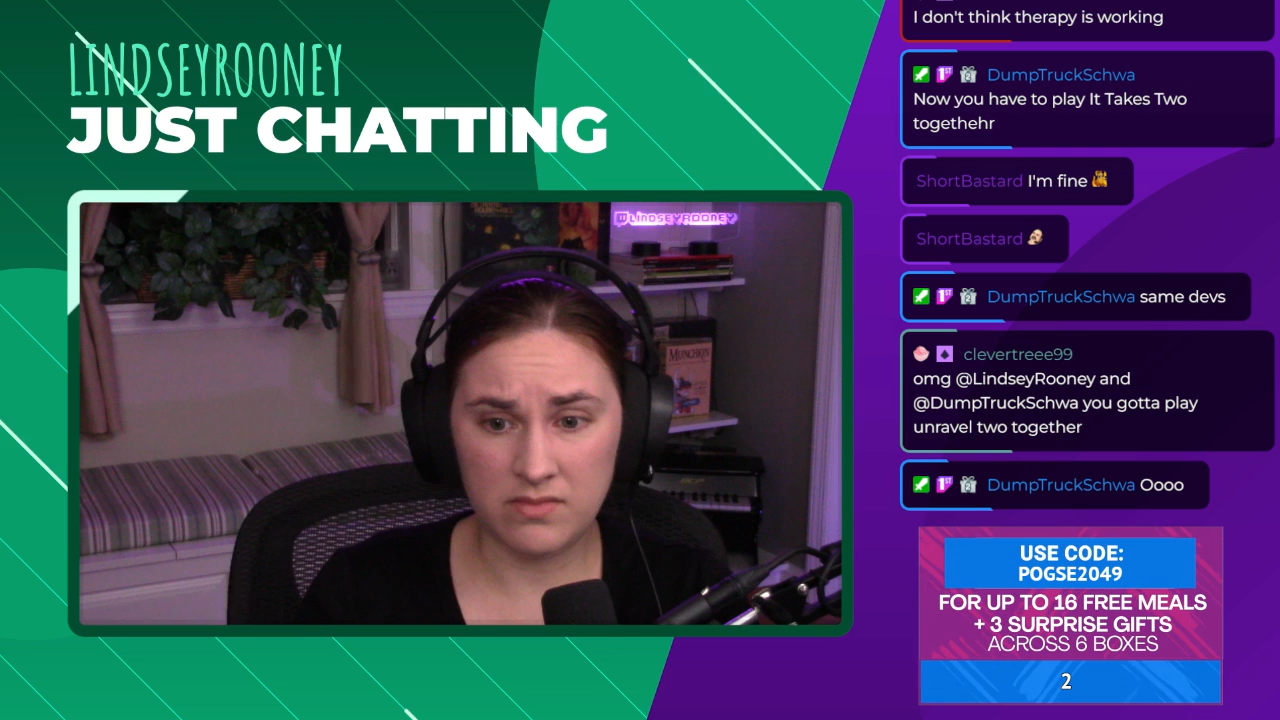 LINDSEYROONEY
JUST CHATTING
LINDSEYROONEY
MUNCHKIN
I don't think therapy is working
DumpTruckSchwa
Now you have to play It Takes Two
togethehr
ShortBastard I'm fine
ShortBastard
DumpTruckSchwa same devs
clevertreee99
omg @LindseyRooney and
@DumpTruckSchwa you gotta play
unravel two together
DumpTruckSchwa Oooo
USE CODE:
POGSE2049
FOR UP TO 16 FREE MEALS
+ 3 SURPRISE GIFTS
ACROSS 6 BOXES
2